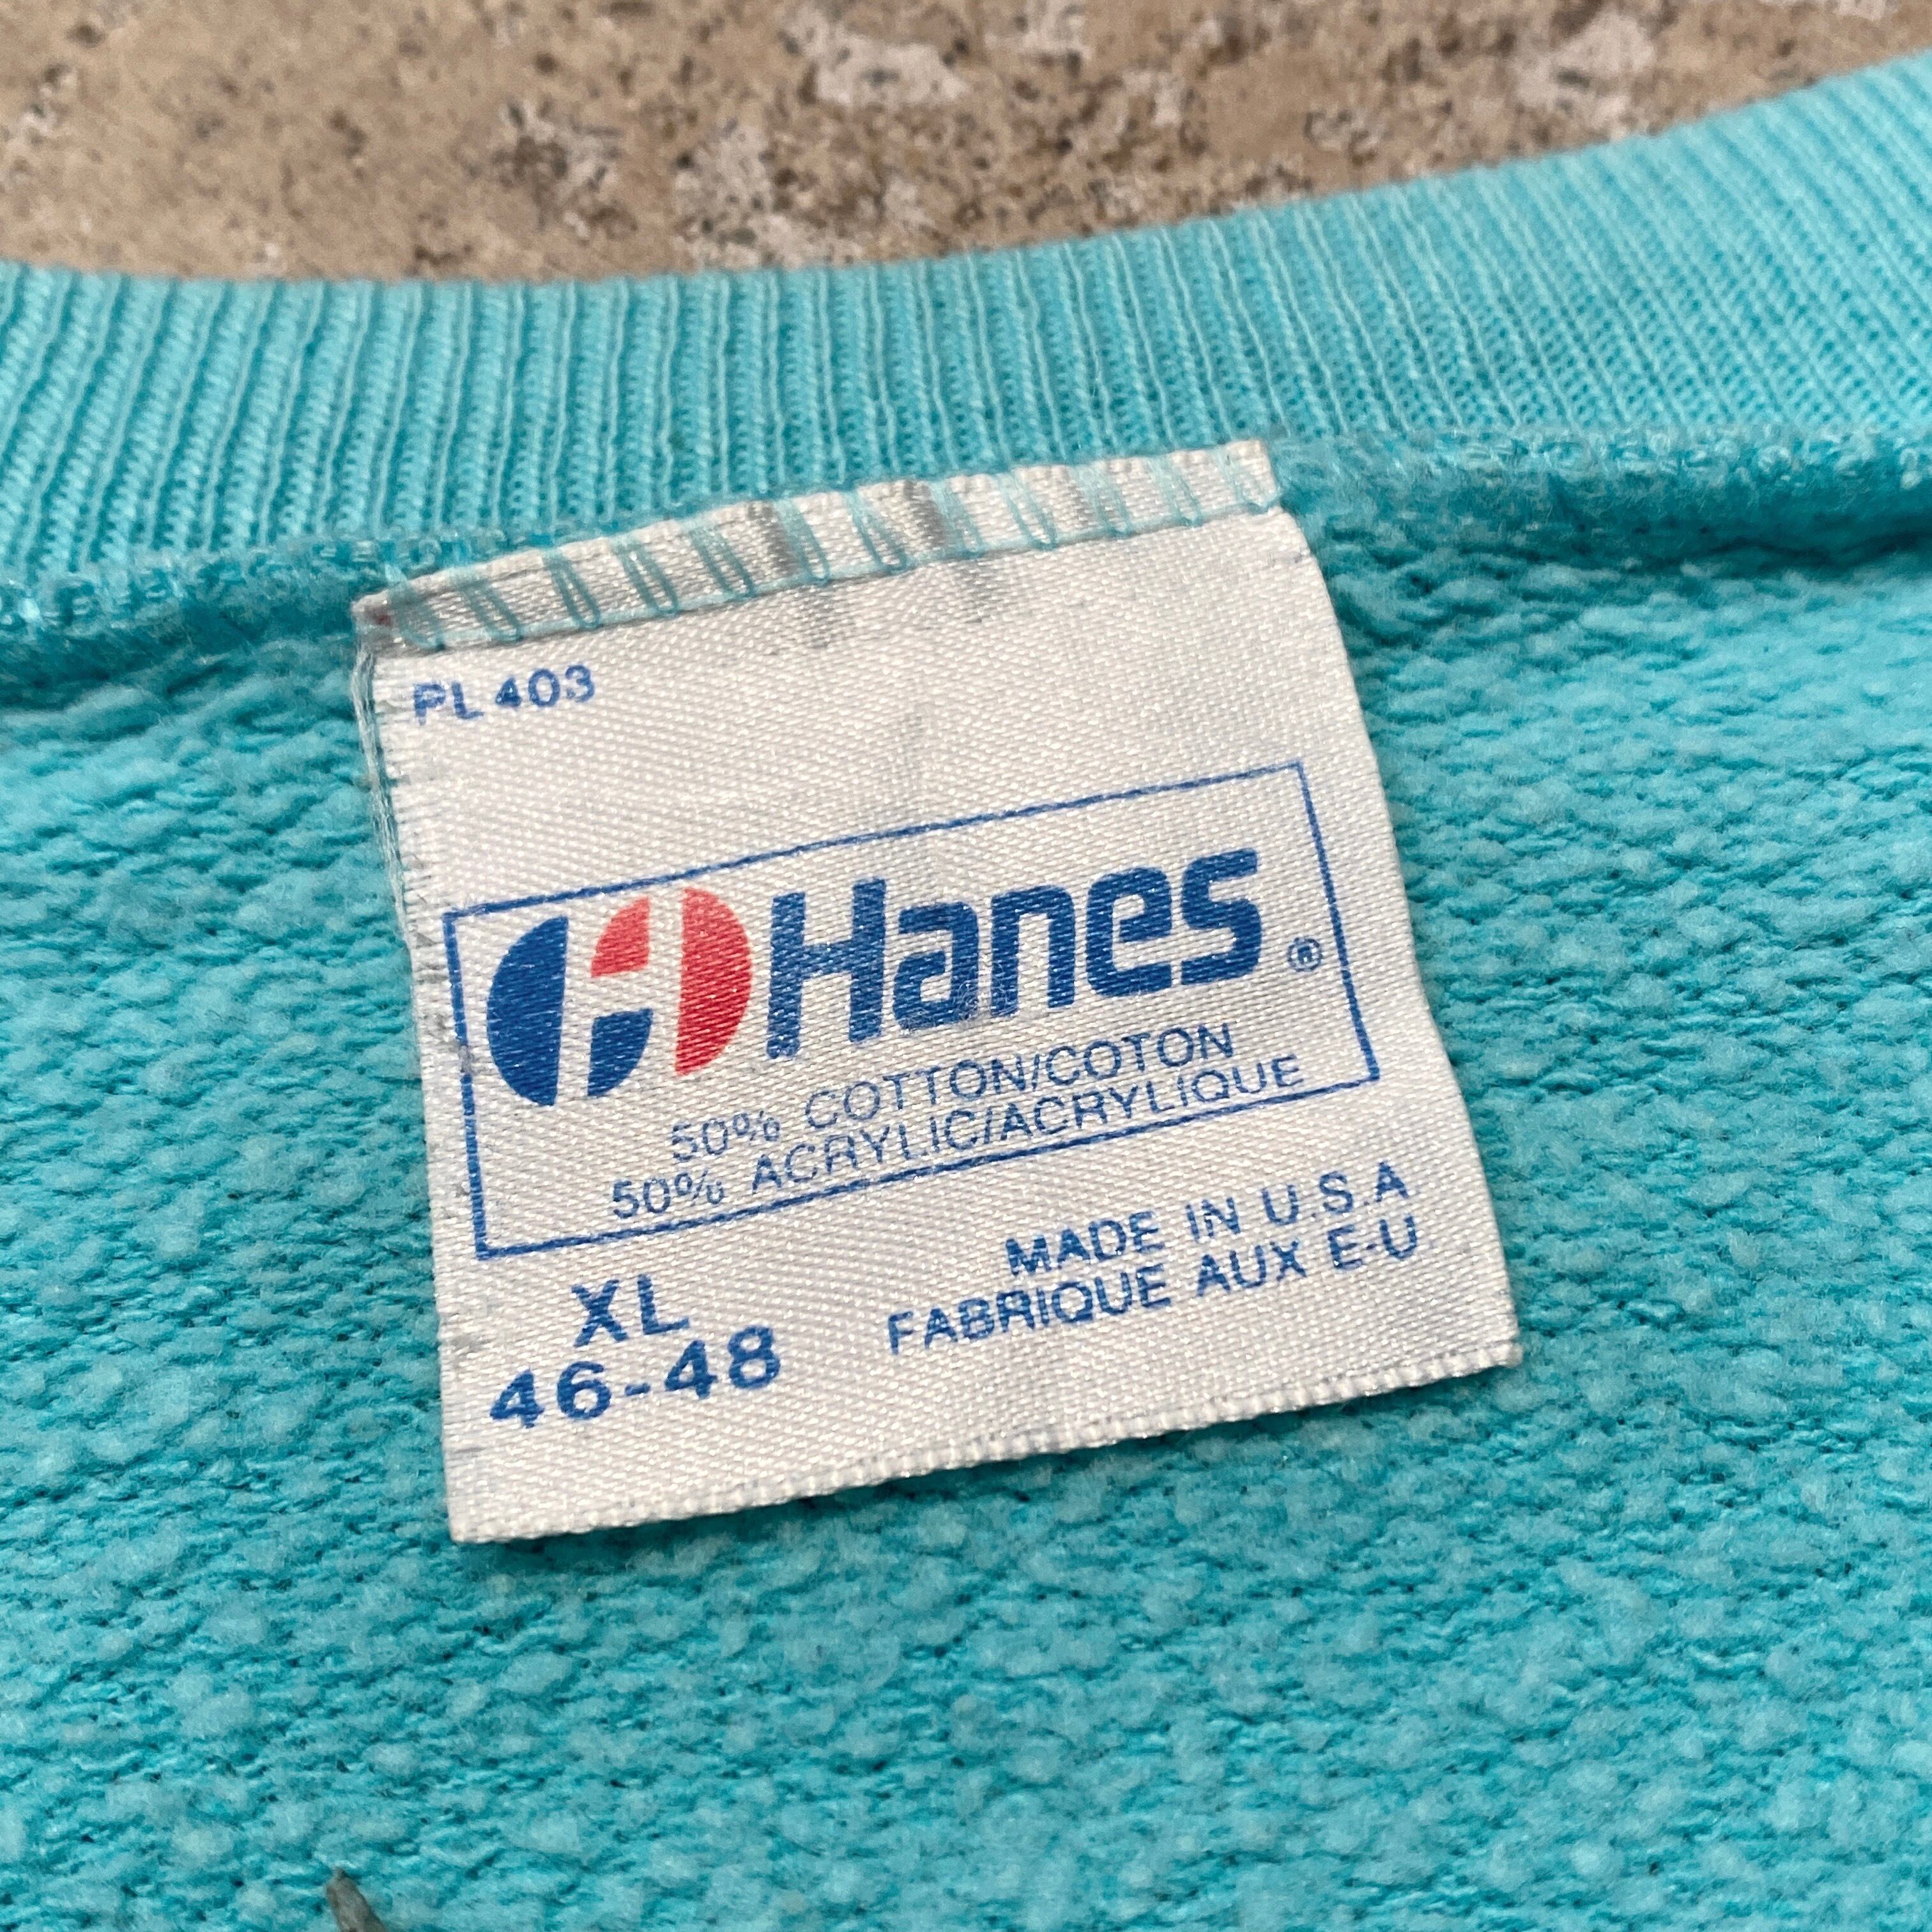 PL 403
H Hanes ®
50% COTTON/COTON
50% ACRYLIC/ACRYLIQUE
XL
46-48
MADE IN U.S.A
FABRIQUE AUX E-U